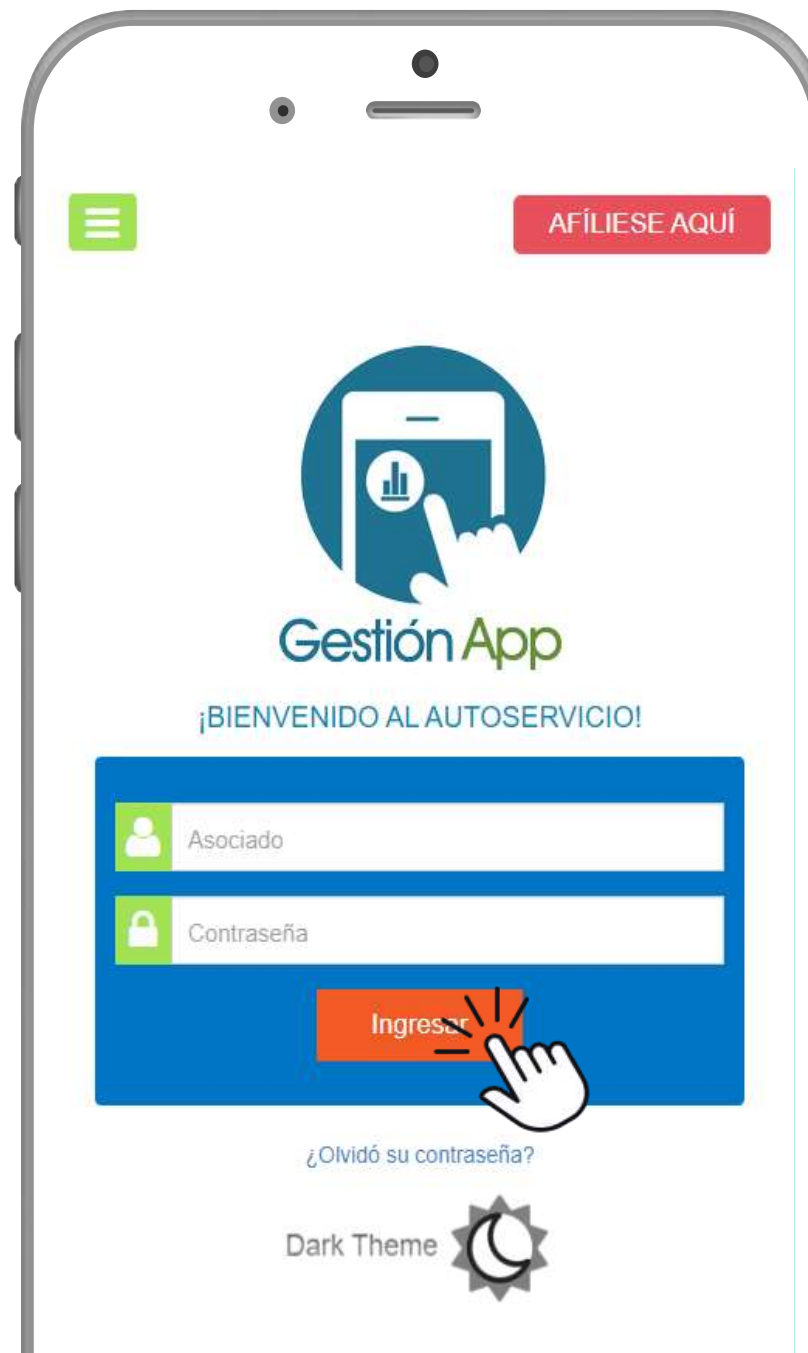 AFÍLIESE AQUÍ
Gestión App
¡BIENVENIDO AL AUTOSERVICIO!
Asociado
Contraseña
Ingresar
¿Olvidó su contraseña?
Dark Theme